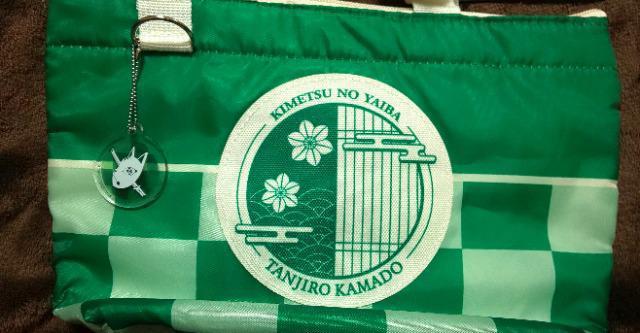 KIMETSU NO YAIBA
TANJIRO KAMADO